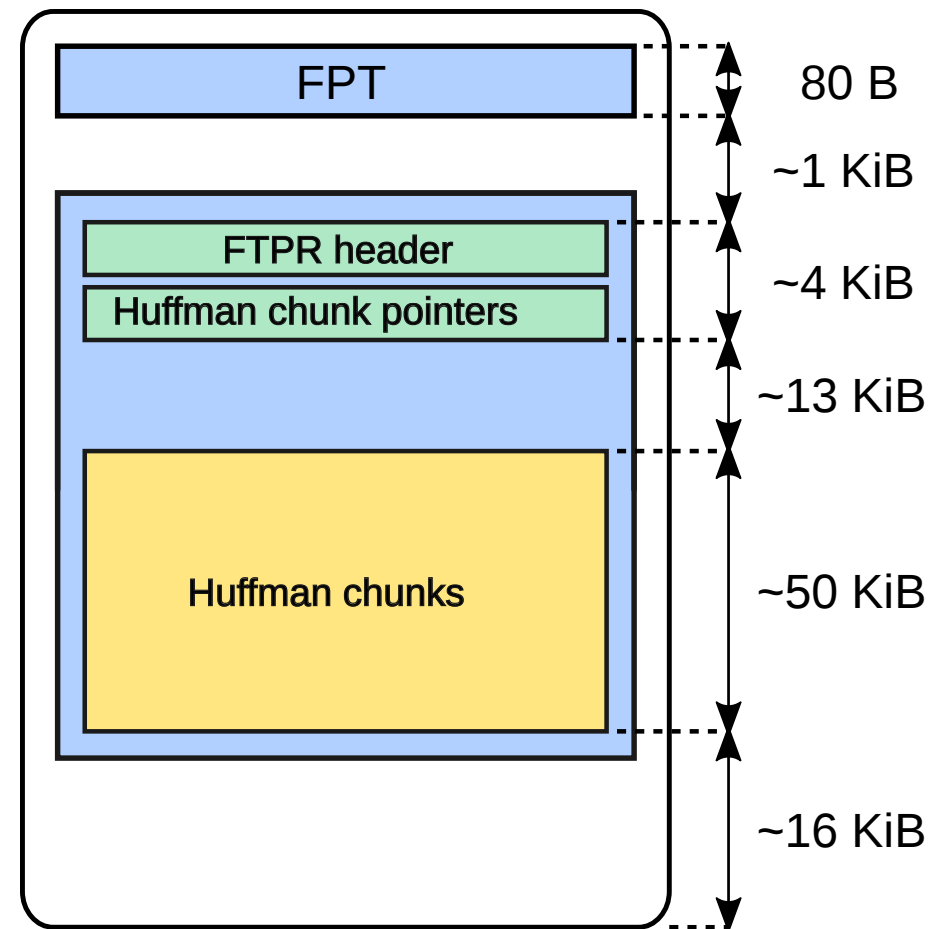 FPT
80 B
~1 KiB
FTPR header
~4 KiB
Huffman chunk pointers
~13 KiB
Huffman chunks
~50 KiB
~16 KiB